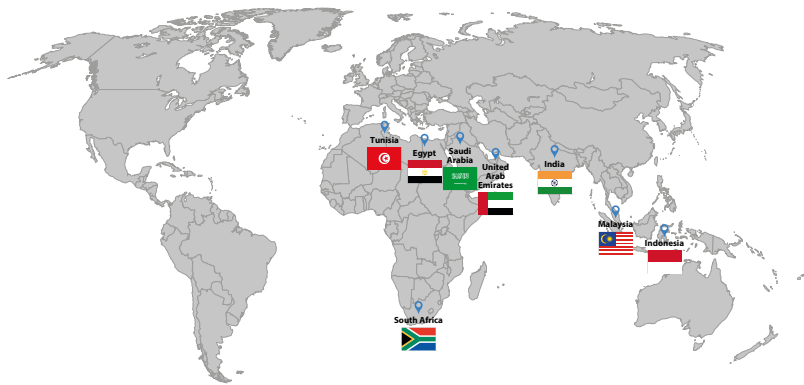 Tunisia
Egypt
Saudi
Arabia
United
Arab
Emirates
India
Malaysia
Indonesia
South Africa